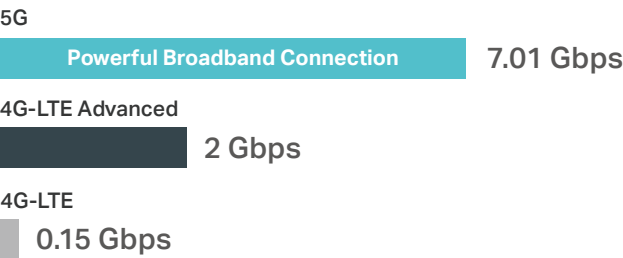 5G
Powerful Broadband Connection 7.01 Gbps
4G-LTE Advanced
2 Gbps
4G-LTE
0.15 Gbps